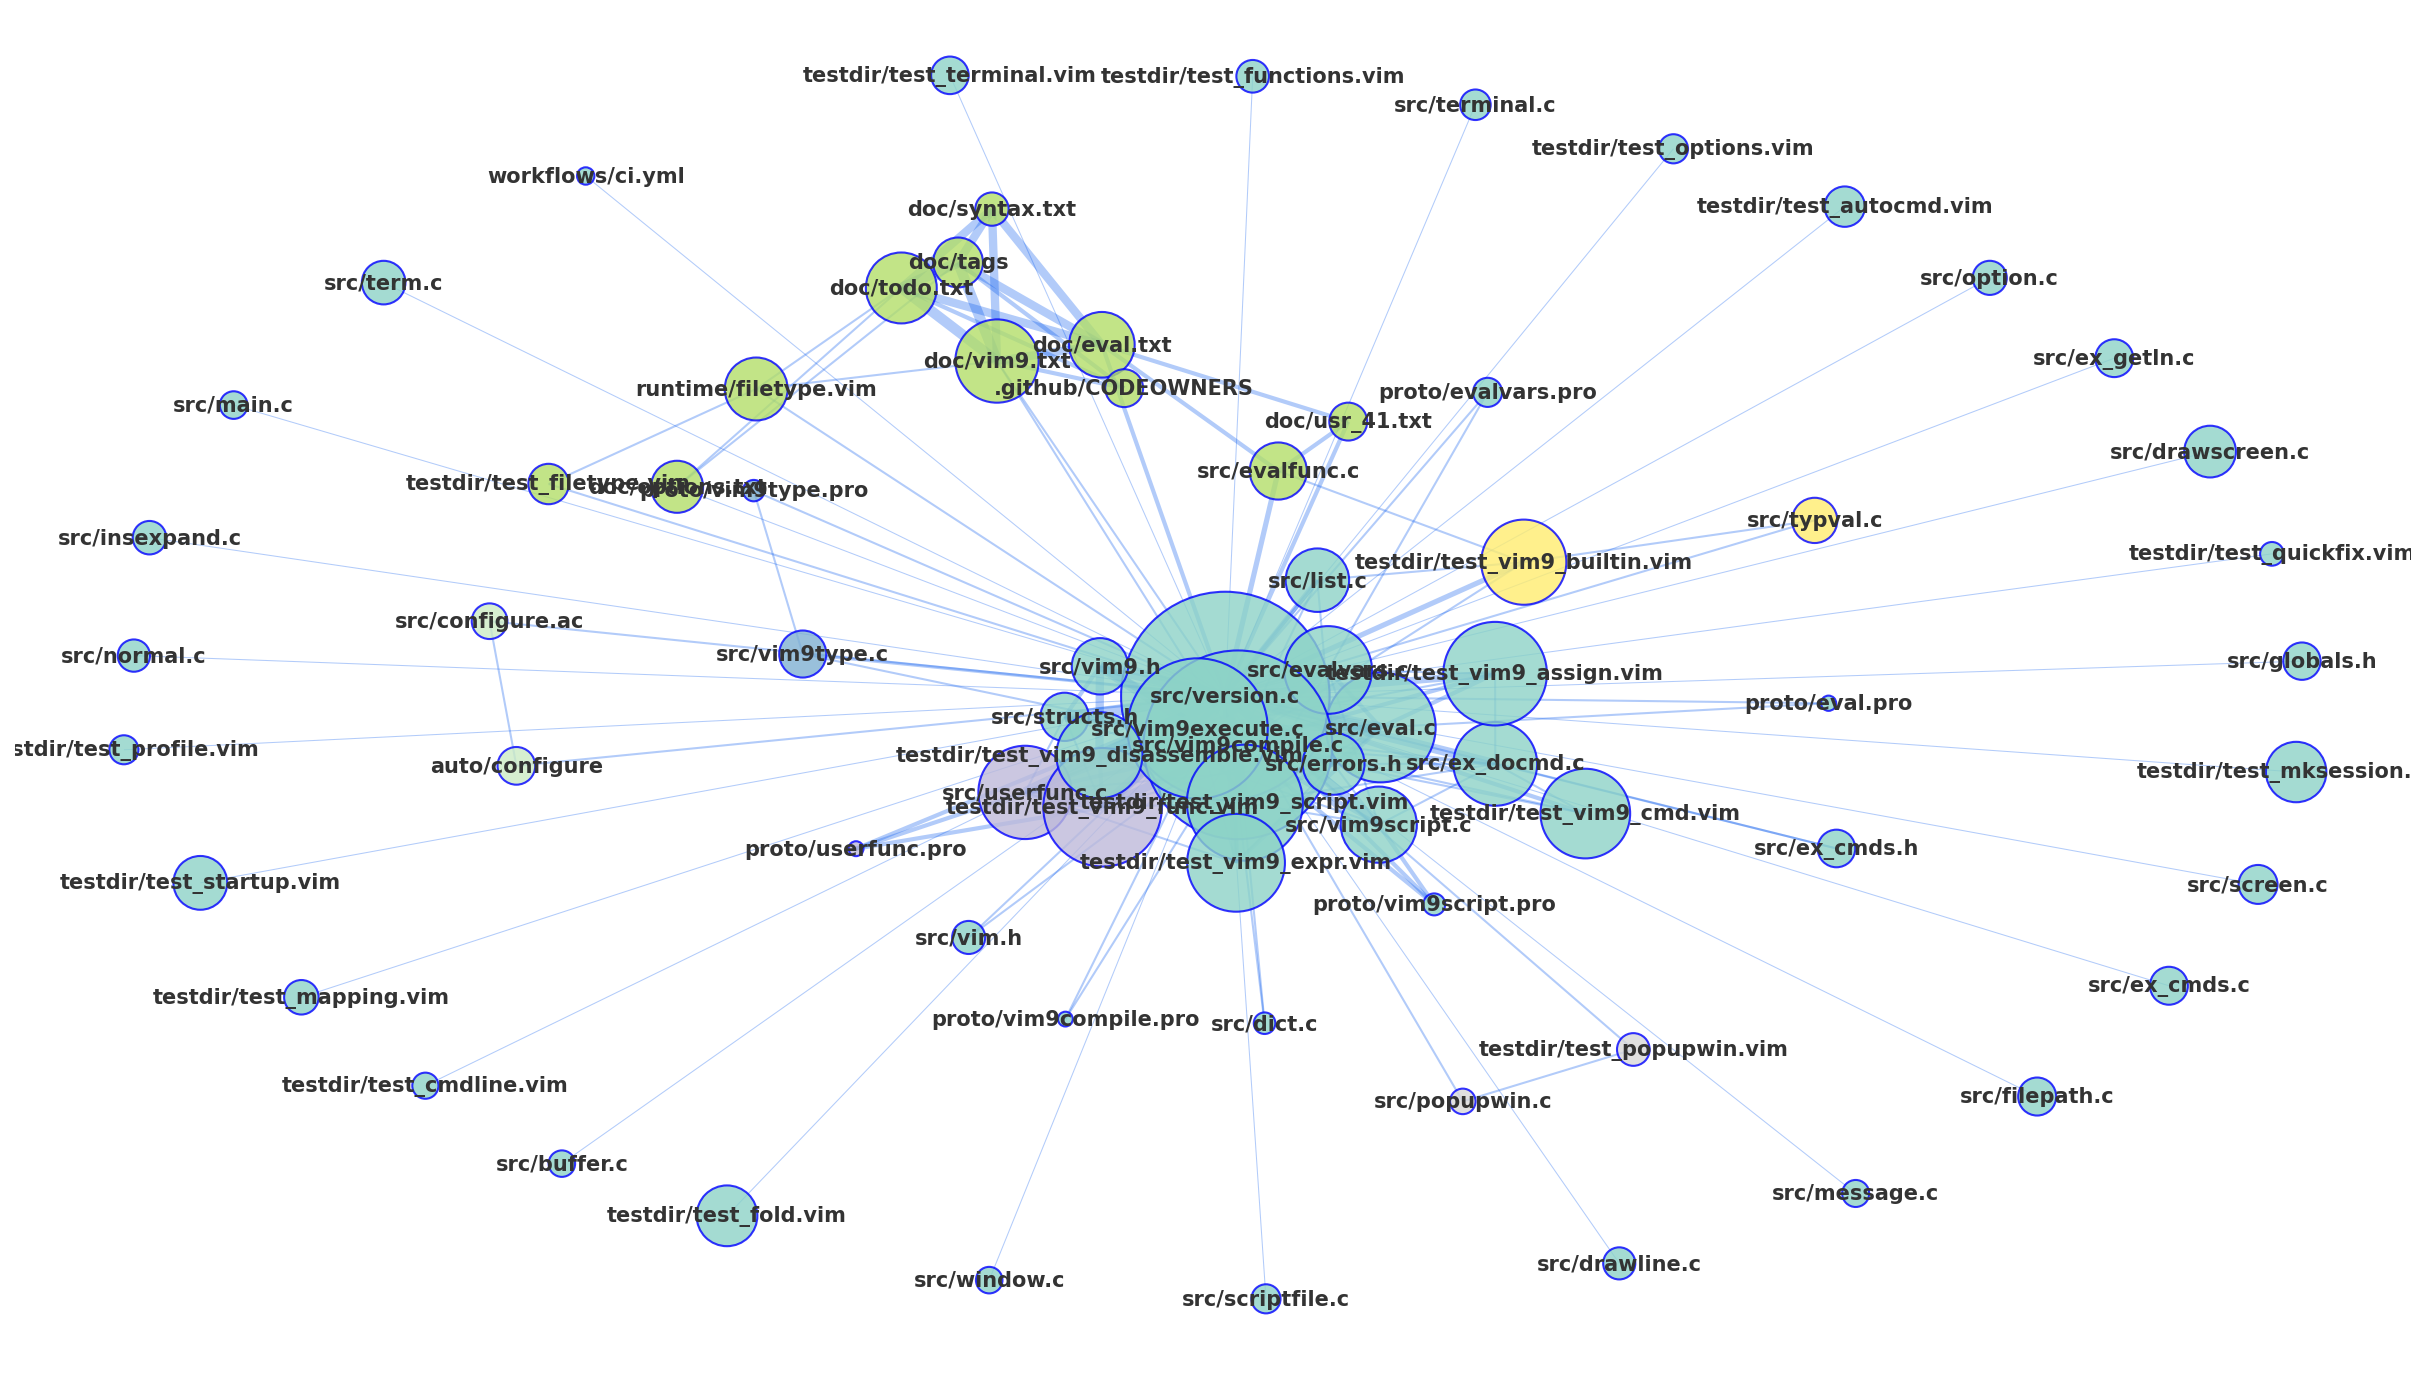 testdir/test_terminal.vim
testdir/test_functions.vim
src/terminal.c
testdir/test_options.vim
workflows/ci.yml
doc/syntax.txt
testdir/test_autocmd.vim
doc/tags
src/term.c
doc/todo.txt
src/option.c
doc/eval.txt
doc/vim9.txt
src/ex_getln.c
runtime/filetype.vim
.github/CODEOWNERS
proto/evalvars.pro
src/main.c
doc/usr_41.txt
src/drawscreen.c
src/evalfunc.c
testdir/test_filetype.vim
doc/options.txt
proto/vim9type.pro
src/typval.c
src/insexpand.c
testdir/test_quickfix.vim
testdir/test_vim9_builtin.vim
src/list.c
src/configure.ac
src/normal.c
src/vim9type.c
src/vim9.h
src/evalvars.c
testdir/test_vim9_assign.vim
src/globals.h
src/version.c
proto/eval.pro
src/structs.h
src/vim9execute.c
src/eval.c
stdir/test_profile.vim
src/vim9compile.c
testdir/test_vim9_disassemble.vim
auto/configure
src/errors.h
src/ex_docmd.c
testdir/test_mksession.
src/userfunc.c
testdir/test_vim9_func.vim
testdir/test_vim9_script.vim
testdir/test_vim9_cmd.vim
src/vim9script.c
proto/userfunc.pro
src/ex_cmds.h
testdir/test_vim9_expr.vim
testdir/test_startup.vim
src/screen.c
proto/vim9script.pro
src/vim.h
src/ex_cmds.c
testdir/test_mapping.vim
proto/vim9compile.pro
src/dict.c
testdir/test_popupwin.vim
testdir/test_cmdline.vim
src/filepath.c
src/popupwin.c
src/buffer.c
src/message.c
testdir/test_fold.vim
src/drawline.c
src/window.c
src/scriptfile.c